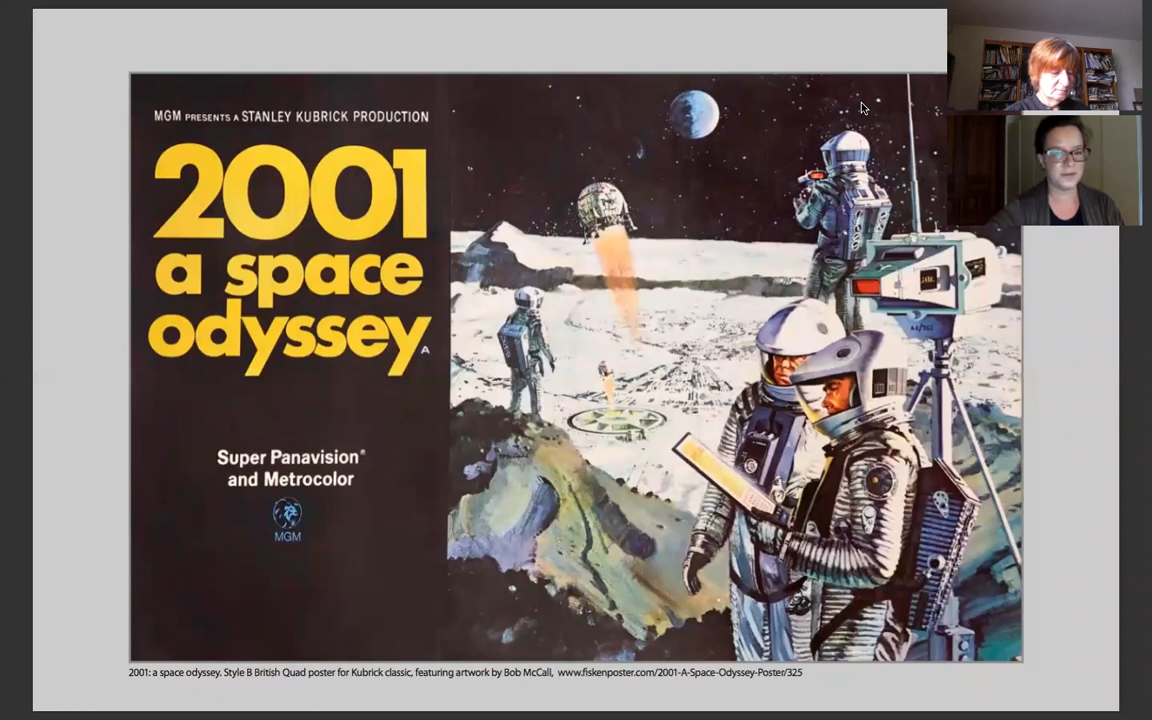 MGM PRESENTS A STANLEY KUBRICK PRODUCTION
2001
a space
odyssey
A
Super Panavision®
and Metrocolor
MGM
2001: a space odyssey. Style B British Quad poster for Kubrick classic, featuring artwork by Bob McCall, www.fiskenposter.com/2001-A-Space-Odyssey-Poster/325